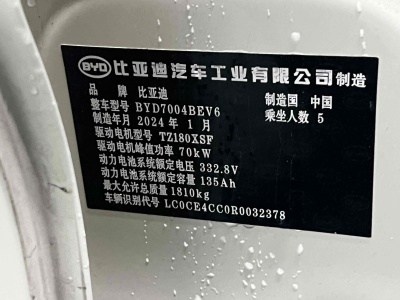 BYD 比亚迪汽车工业有限公司 制造
品 牌 比亚迪
制造国 中国
整车型号 BYD7004BEV6
乘坐人数 5
制造年月 2024 年 1 月
驱动电机型号 TZ180XSF
驱动电机峰值功率 70kW
动力电池系统额定电压 332.8V
动力电池系统额定容量 135Ah
最大允许总质量 1810kg
车辆识别代号 LC0CE4CC0R0032378